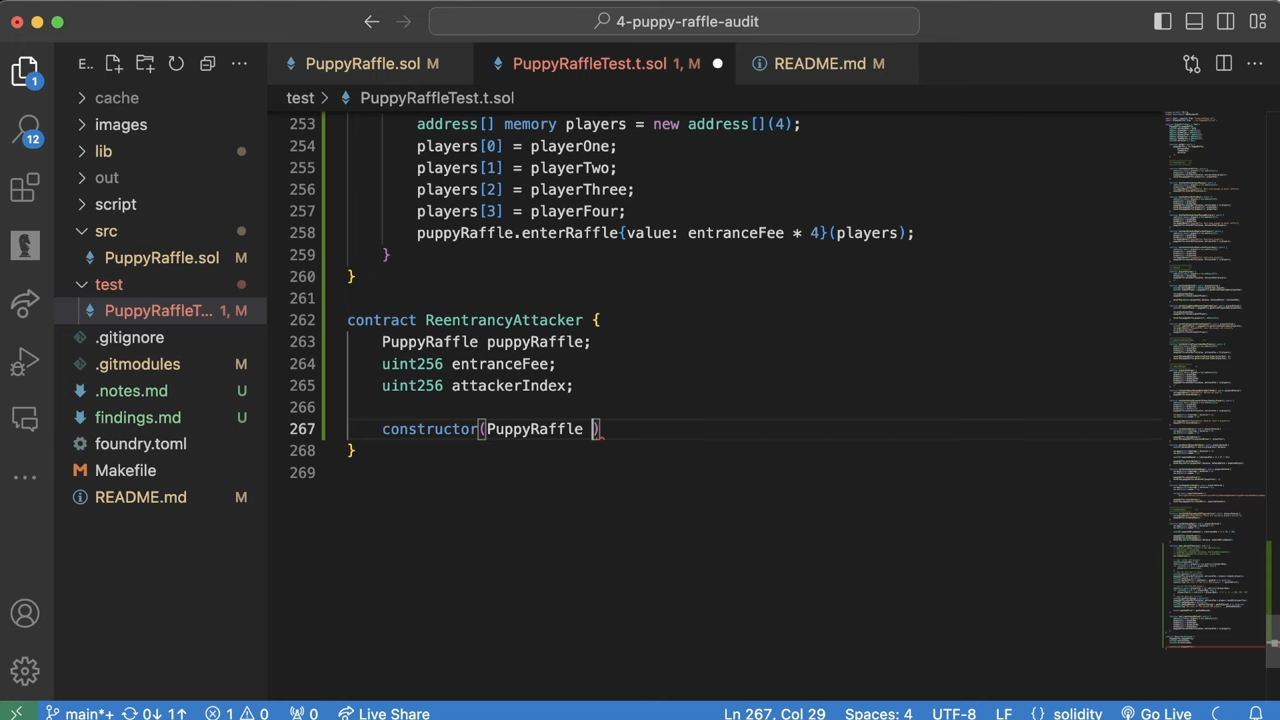 4-puppy-raffle-audit
E... PuppyRaffle.sol M PuppyRaffleTest.t.sol 1, M README.md M
test > PuppyRaffleTest.t.sol
cache
images
lib
out
script
src
PuppyRaffle.sol M
test
PuppyRaffleT... 1, M
.gitignore
.gitmodules
.notes.md U
findings.md U
foundry.toml
Makefile
README.md M
1
12
253 address[] memory players = new address[](4);
254 players[0] = playerOne;
255 players[1] = playerTwo;
256 players[2] = playerThree;
257 players[3] = playerFour;
258 puppyRaffle.enterRaffle{value: entranceFee * 4}(players);
259 }
260 }
261
262 contract ReentrancyAttacker {
263 PuppyRaffle puppyRaffle;
264 uint256 entranceFee;
265 uint256 attackerIndex;
266
267 constructor(PuppyRaffle )
268 }
269
main*+ 0↓ 1↑ 1 0 0 Live Share Ln 267, Col 29 Spaces: 4 UTF-8 LF {} solidity Go Live